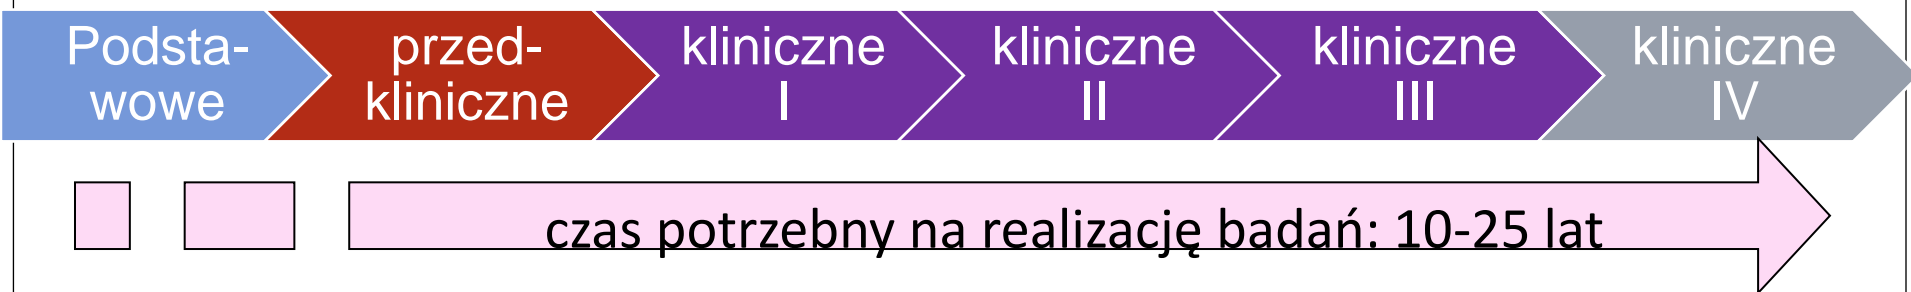 Podsta-
wowe
przed-
kliniczne
kliniczne
I
kliniczne
II
kliniczne
III
kliniczne
IV
czas potrzebny na realizację badań: 10-25 lat